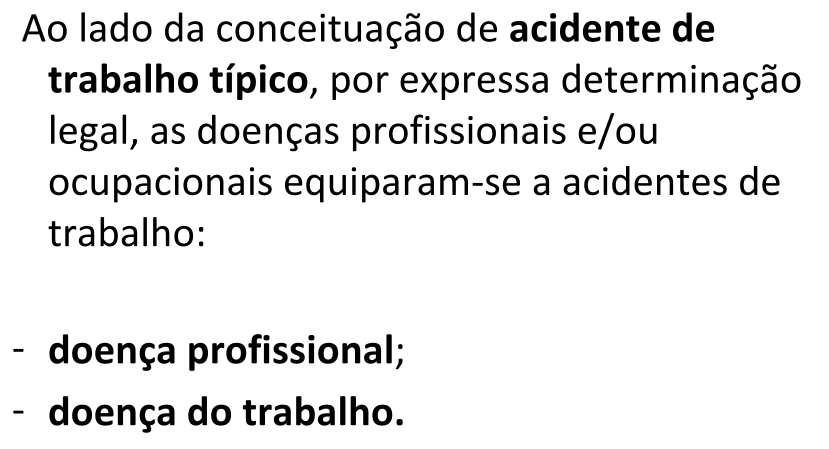 Ao lado da conceituação de acidente de
trabalho típico, por expressa determinação
legal, as doenças profissionais e/ou
ocupacionais equiparam-se a acidentes de
trabalho:
- doença profissional;
- doença do trabalho.